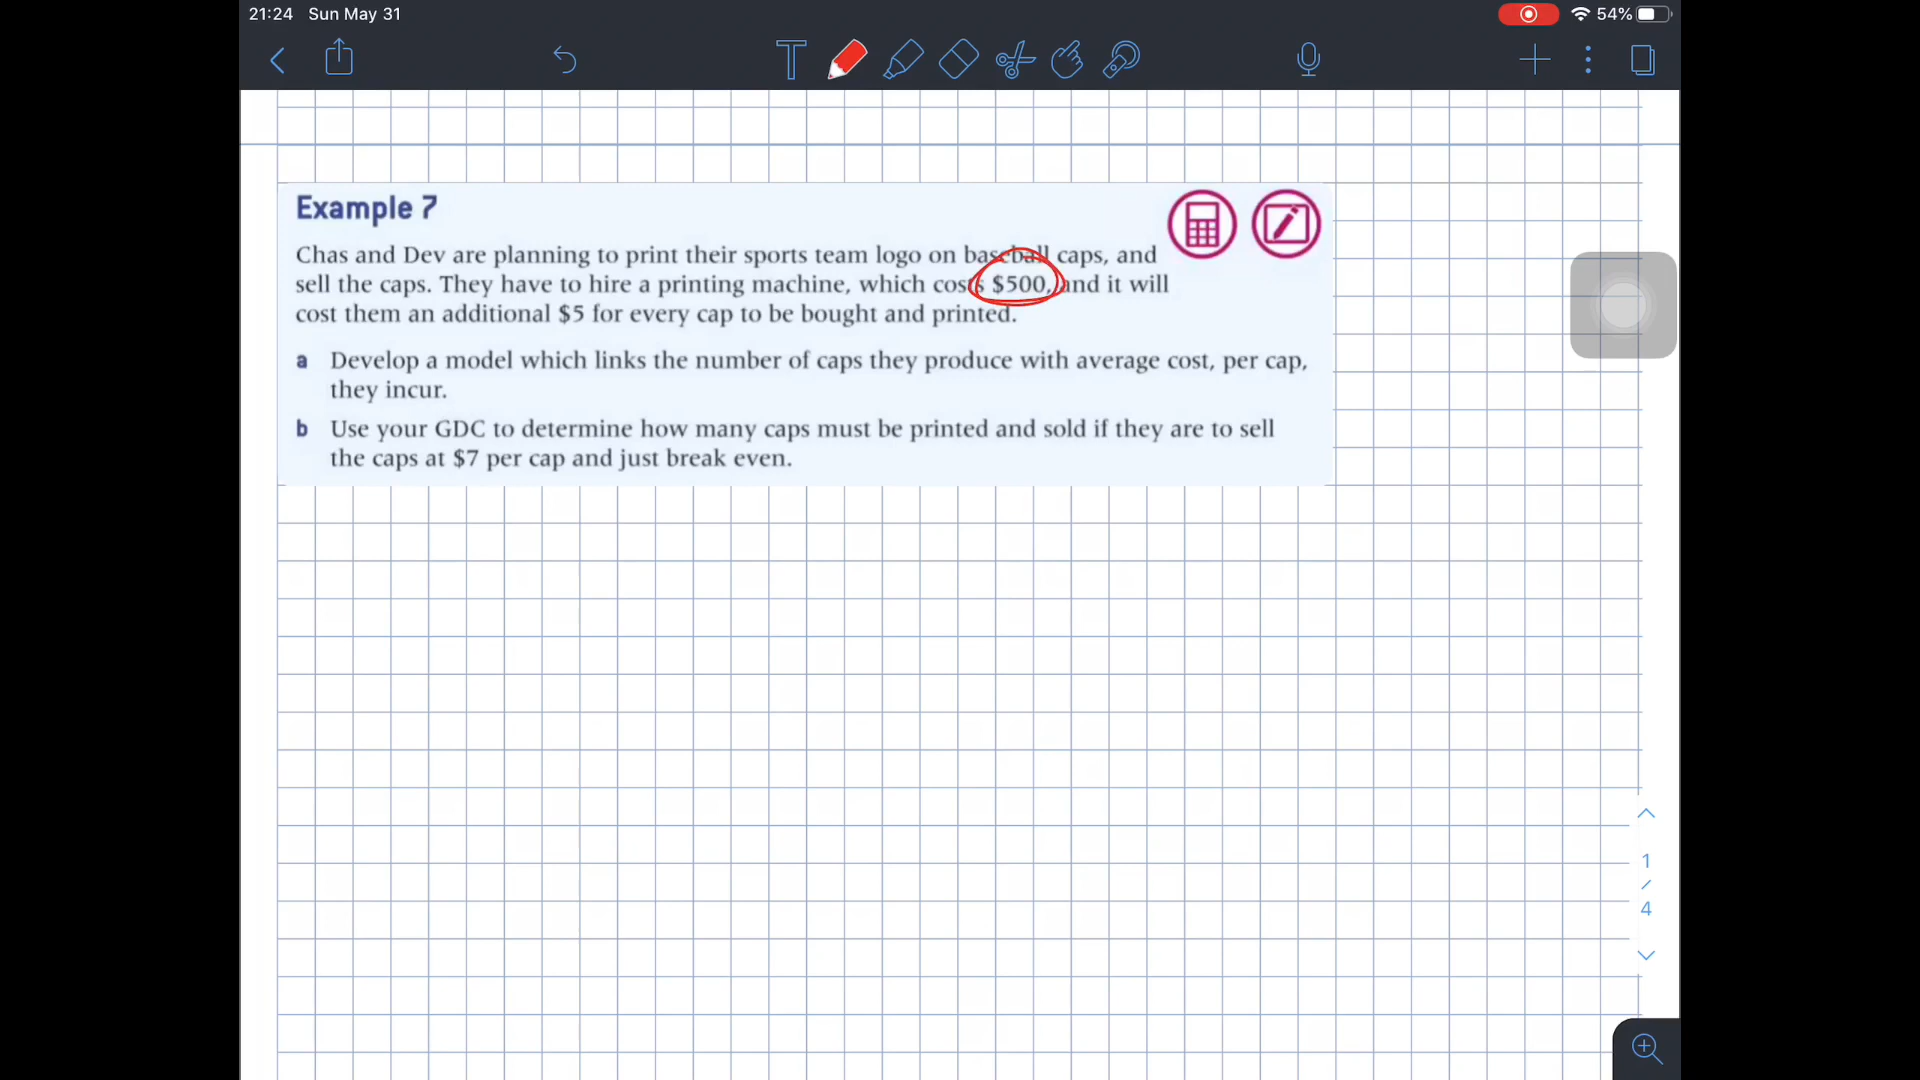 21:24 Sun May 31
54%
T
Example 7
Chas and Dev are planning to print their sports team logo on baseball caps, and
sell the caps. They have to hire a printing machine, which costs $500, and it will
cost them an additional $5 for every cap to be bought and printed.
a Develop a model which links the number of caps they produce with average cost, per cap,
they incur.
b Use your GDC to determine how many caps must be printed and sold if they are to sell
the caps at $7 per cap and just break even.
1
/
4